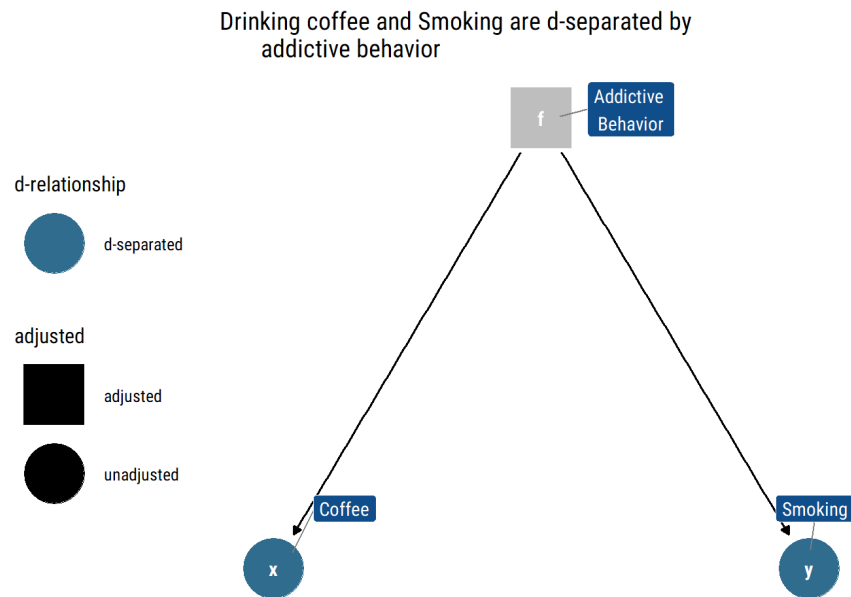 Drinking coffee and Smoking are d-separated by
addictive behavior
f
Addictive
Behavior
d-relationship
d-separated
adjusted
adjusted
unadjusted
Coffee
Smoking
x
y